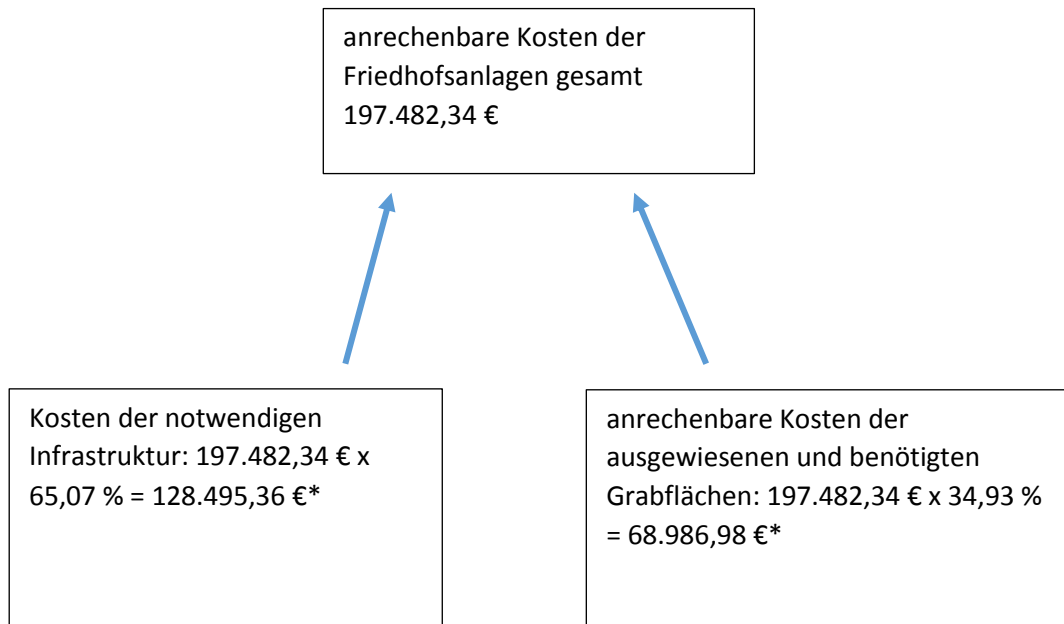 anrechenbare Kosten der
Friedhofsanlagen gesamt
197.482,34 €
Kosten der notwendigen
Infrastruktur: 197.482,34 € x
65,07 % = 128.495,36 €*
anrechenbare Kosten der
ausgewiesenen und benötigten
Grabflächen: 197.482,34 € x 34,93 %
= 68.986,98 €*